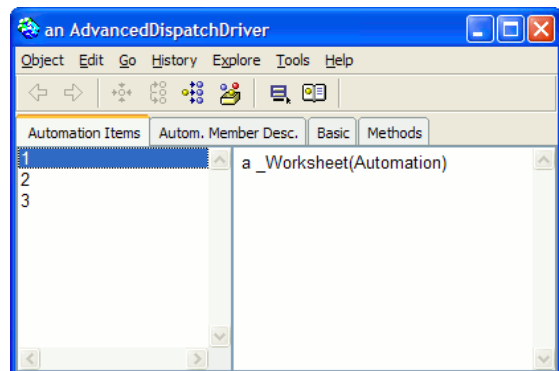 an AdvancedDispatchDriver
Object Edit Go History Explore Tools Help
Automation Items Autom. Member Desc. Basic Methods
1
a _Worksheet(Automation)
2
3